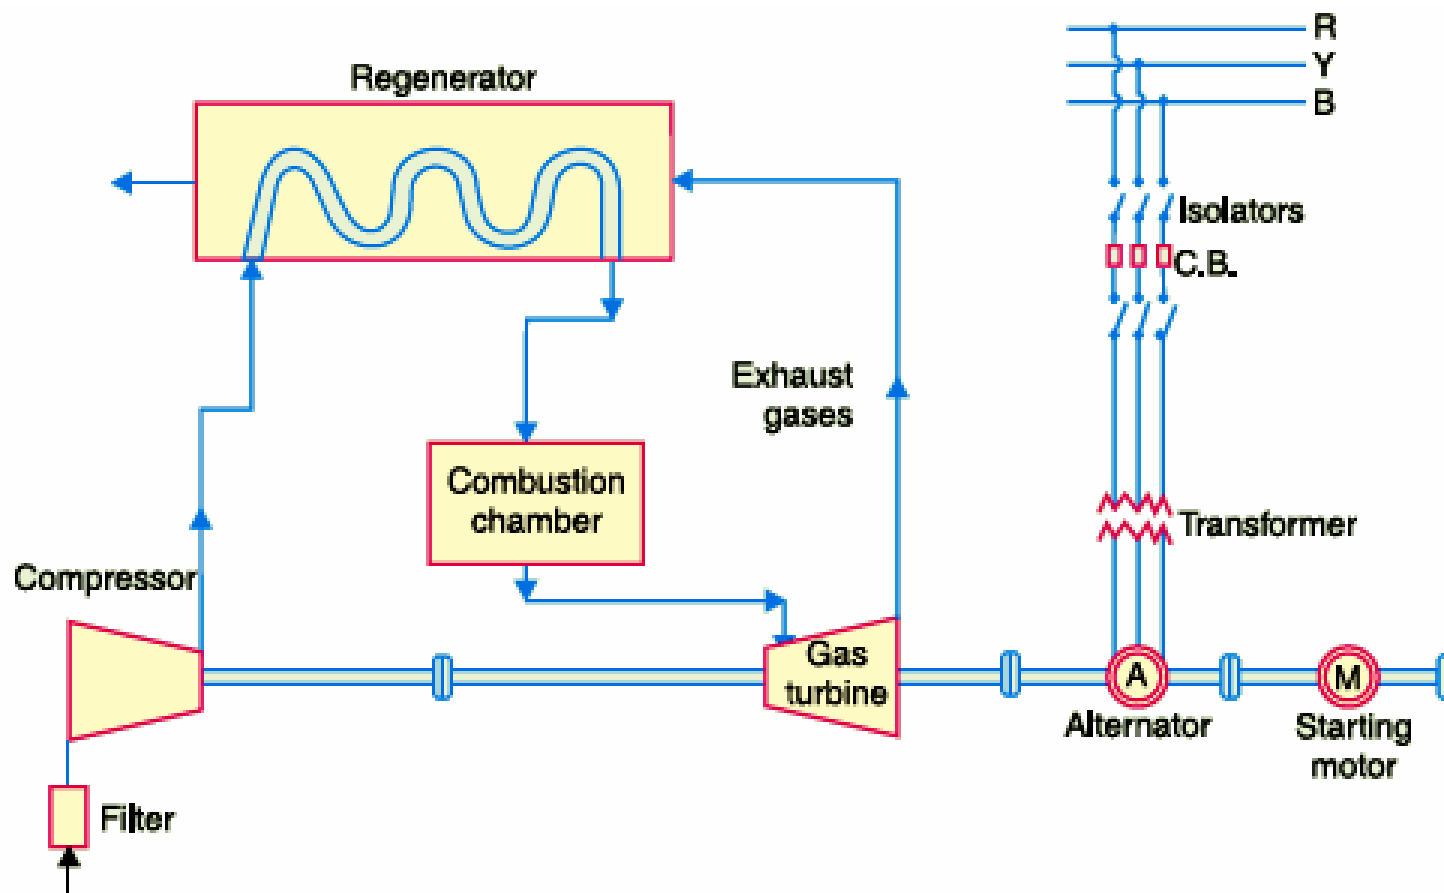 R
Y
B
Regenerator
Isolators
C.B.
Exhaust
gases
Combustion
chamber
Transformer
Compressor
Gas
turbine
A
M
Alternator
Starting
motor
Filter